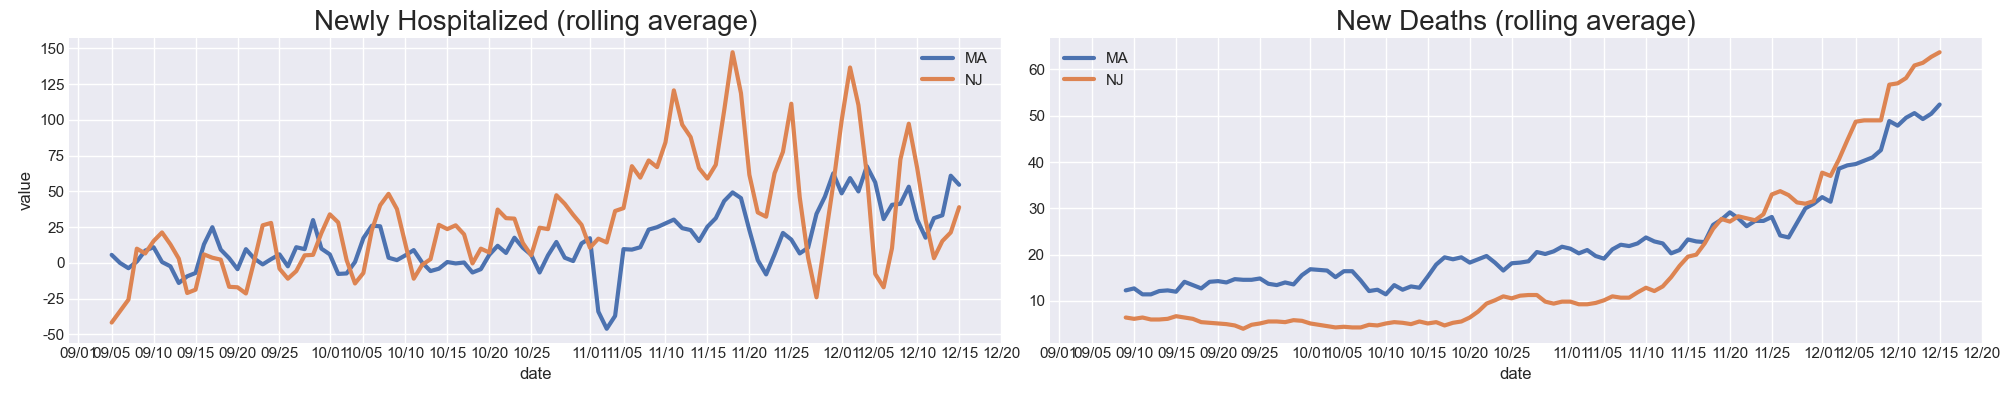 Newly Hospitalized (rolling average)
MA
NJ
150
125
100
75
50
25
0
-25
-50
value
09/01 09/05 09/10 09/15 09/20 09/25 10/01 10/05 10/10 10/15 10/20 10/25 11/01 11/05 11/10 11/15 11/20 11/25 12/01 12/05 12/10 12/15 12/20
date
New Deaths (rolling average)
MA
NJ
60
50
40
30
20
10
09/01 09/05 09/10 09/15 09/20 09/25 10/01 10/05 10/10 10/15 10/20 10/25 11/01 11/05 11/10 11/15 11/20 11/25 12/01 12/05 12/10 12/15 12/20
date